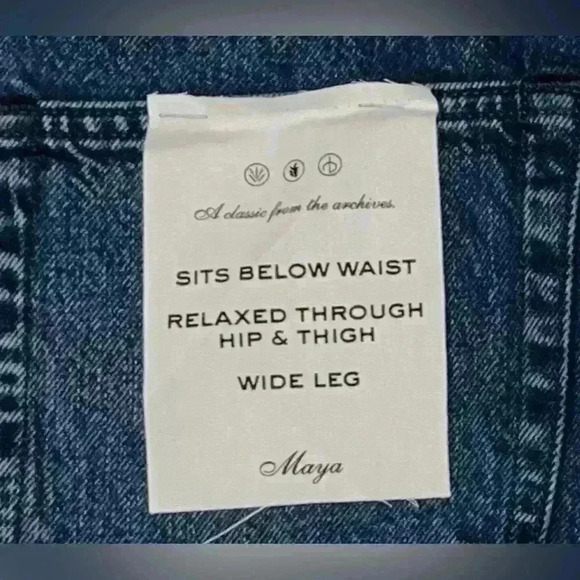 A classic from the archives.
SITS BELOW WAIST
RELAXED THROUGH
HIP & THIGH
WIDE LEG
Maya